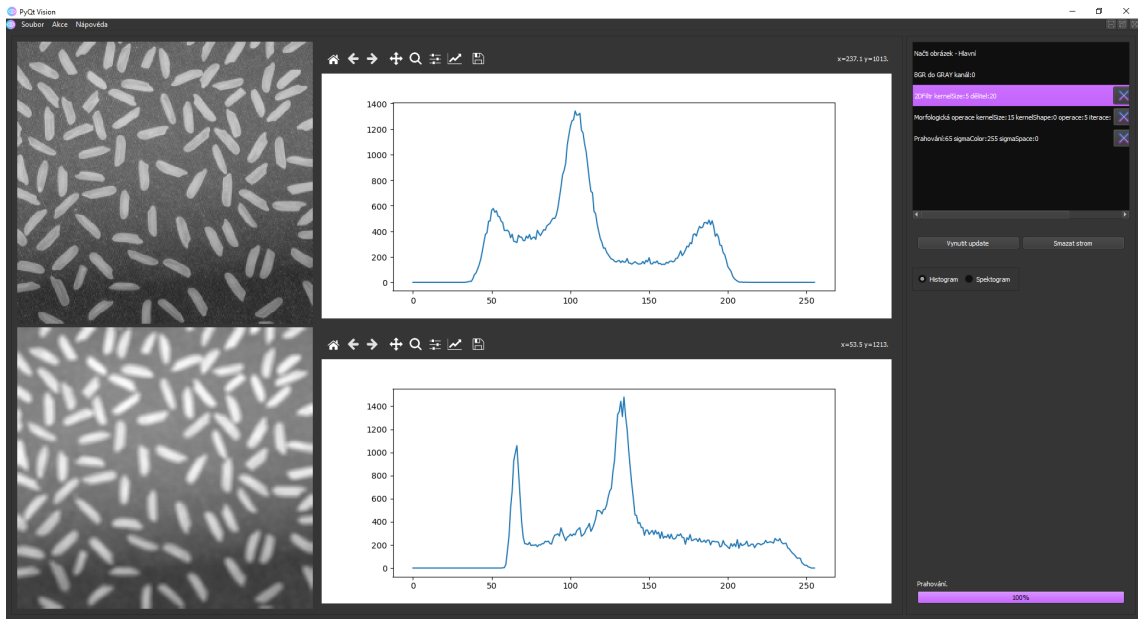 PyQt Vision
Soubor Akce Nápověda
x=237.1 y=1013.
1400
1200
1000
800
600
400
200
0
0 50 100 150 200 250
x=53.5 y=1213.
1400
1200
1000
800
600
400
200
0
0 50 100 150 200 250
Načti obrázek - Hlavní
BGR do GRAY kanál:0
2DFiltr kernelSize:5 dělitel:20
Morfologická operace kernelSize:15 kernelShape:0 operace:5 iterace:
Prahování:65 sigmaColor:255 sigmaSpace:0
Vynutit update Smazat strom
Histogram Spektogram
Prahování.
100%